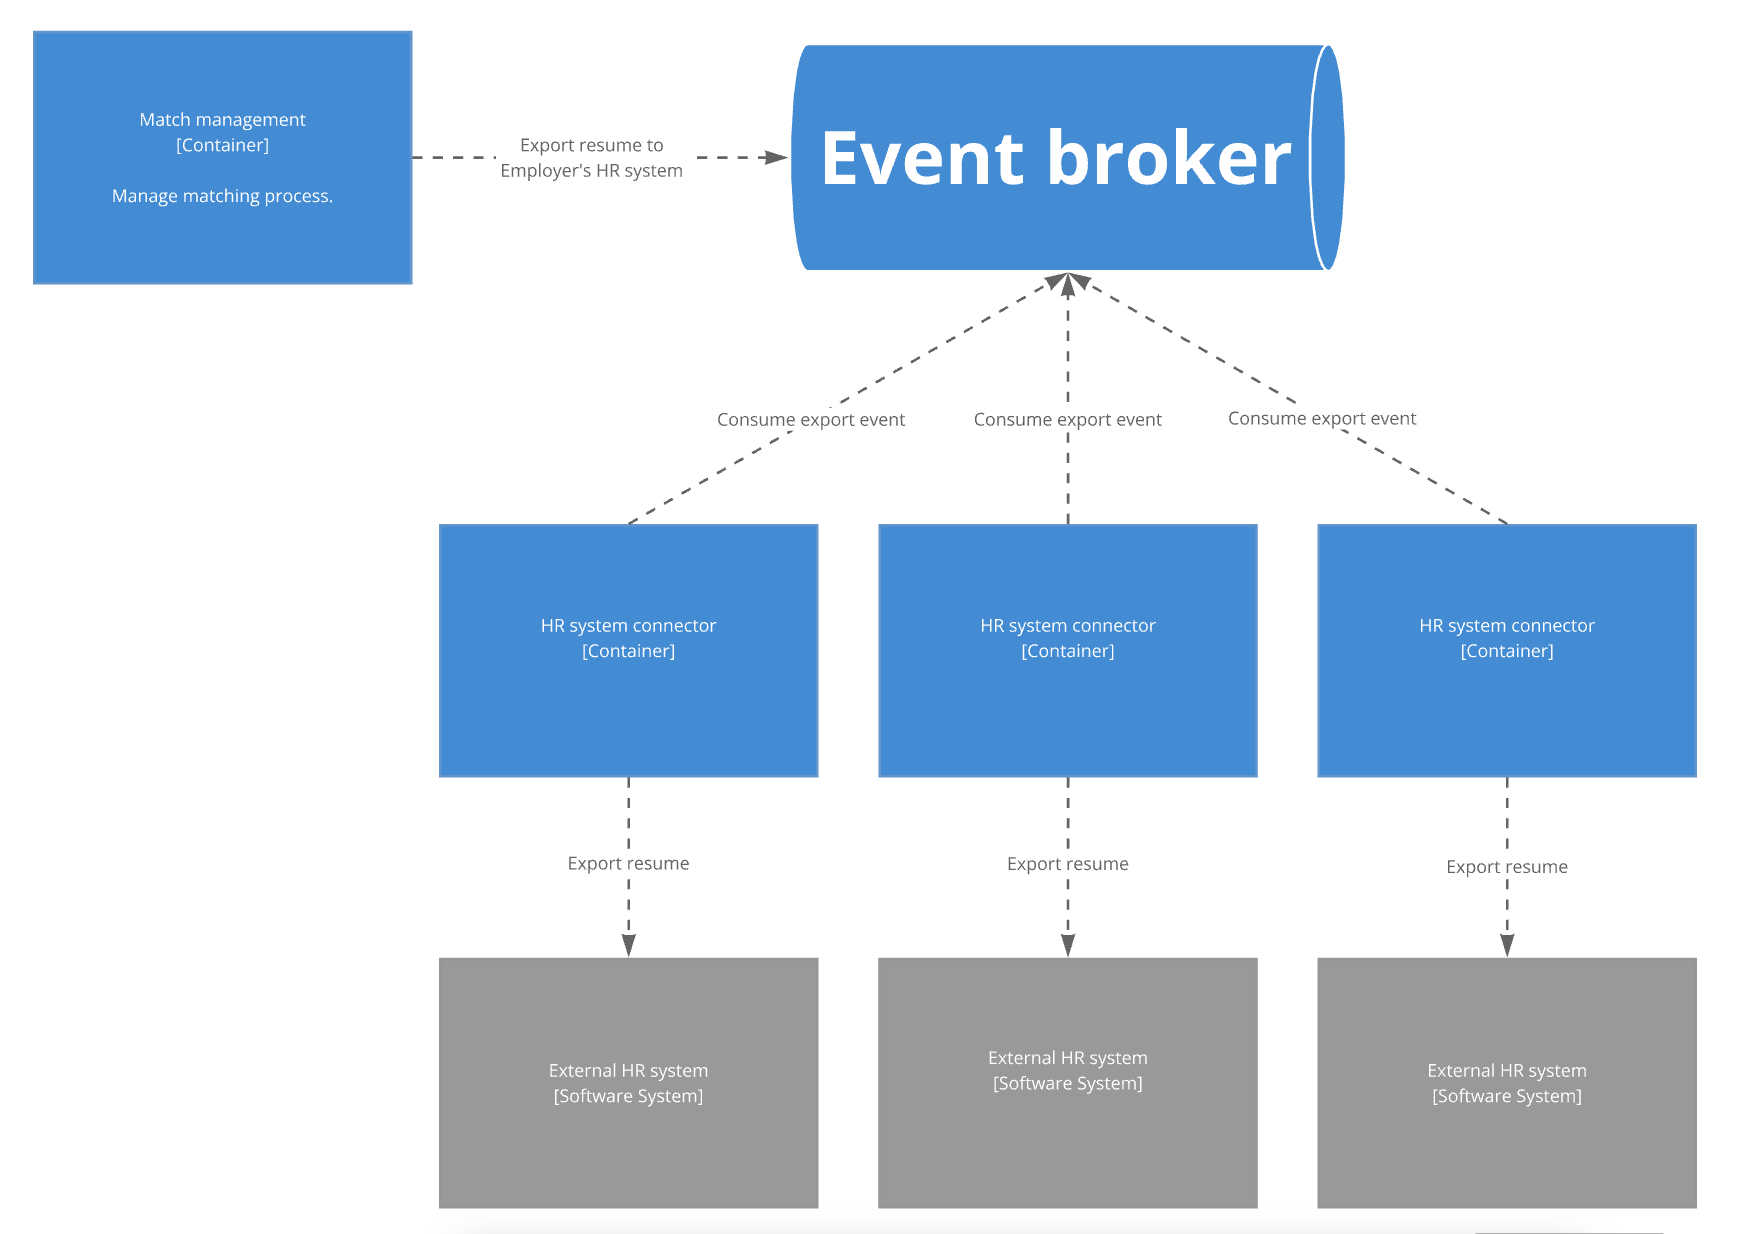 Match management
[Container]
Manage matching process.
Export resume to
Employer's HR system
Event broker
Consume export event
Consume export event
Consume export event
HR system connector
[Container]
HR system connector
[Container]
HR system connector
[Container]
Export resume
Export resume
Export resume
External HR system
[Software System]
External HR system
[Software System]
External HR system
[Software System]